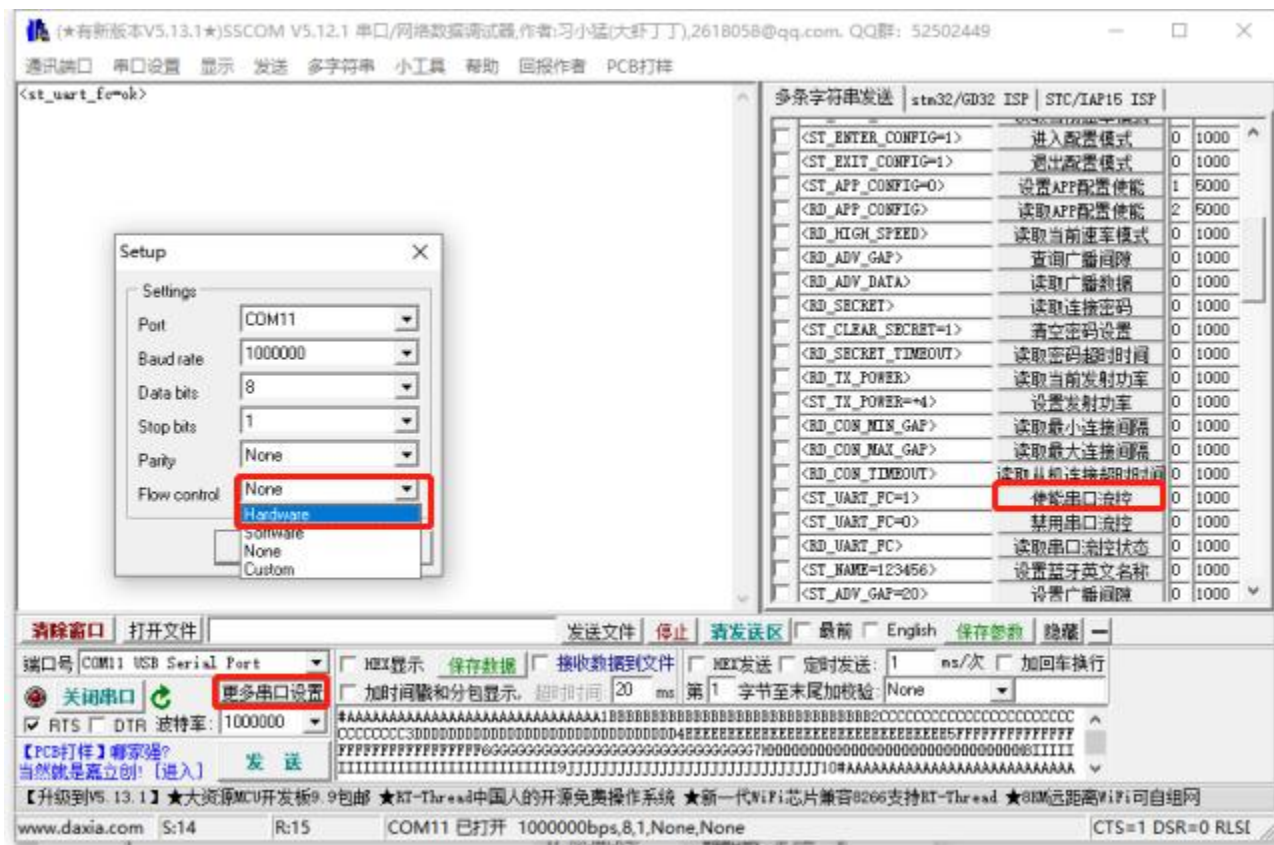 (★有新版本V5.13.1★)SSCOM V5.12.1 串口/网络数据调试器,作者:习小猛(大虾丁丁),2618058@qq.com. QQ群: 52502449
通讯端口 串口设置 显示 发送 多字符串 小工具 帮助 回报作者 PCB打样
<st_uart_fc=ok>
多条字符串发送 stm32/GD32 ISP STC/IAP15 ISP
<ST_ENTER_CONFIG=1> 进入配置模式 0 1000
<ST_EXIT_CONFIG=1> 退出配置模式 0 1000
<ST_APP_CONFIG=0> 设置APP配置使能 1 5000
<RD_APP_CONFIG> 读取APP配置使能 2 5000
<RD_HIGH_SPEED> 读取当前速率模式 0 1000
<RD_ADV_GAP> 查询广播间隙 0 1000
<RD_ADV_DATA> 读取广播数据 0 1000
<RD_SECRET> 读取连接密码 0 1000
<ST_CLEAR_SECRET=1> 清空密码设置 0 1000
<RD_SECRET_TIMEOUT> 读取密码超时时间 0 1000
<RD_TX_POWER> 读取当前发射功率 0 1000
<ST_TX_POWER=+4> 设置发射功率 0 1000
<RD_CON_MIN_GAP> 读取最小连接间隔 0 1000
<RD_CON_MAX_GAP> 读取最大连接间隔 0 1000
<RD_CON_TIMEOUT> 读取从机连接超时时间 0 1000
<ST_UART_FC=1> 使能串口流控 0 1000
<ST_UART_FC=0> 禁用串口流控 0 1000
<RD_UART_FC> 读取串口流控状态 0 1000
<ST_NAME=123456> 设置蓝牙英文名称 0 1000
<ST_ADV_GAP=20> 设置广播间隙 0 1000
Setup
Settings
Port COM11
Baud rate 1000000
Data bits 8
Stop bits 1
Parity None
Flow control None
Hardware
Software
None
Custom
清除窗口 打开文件 发送文件 停止 清发送区 最前 English 保存参数 隐藏
端口号 COM11 USB Serial Port HEX显示 保存数据 接收数据到文件 HEX发送 定时发送: 1 ms/次 加回车换行
关闭串口 更多串口设置 加时间戳和分包显示. 超时时间: 20 ms 第 1 字节至末尾加校验: None
RTS DTR 波特率: 1000000
【PCB打样】哪家强?
当然就是嘉立创! [进入]
发 送
【升级到V5.13.1】★大资源MCU开发板9.9包邮 ★RT-Thread中国人的开源免费操作系统 ★新一代WiFi芯片兼容8266支持RT-Thread ★8KM远距离WiFi可自组网
www.daxia.com S:14 R:15 COM11 已打开 1000000bps,8,1,None,None CTS=1 DSR=0 RLSI